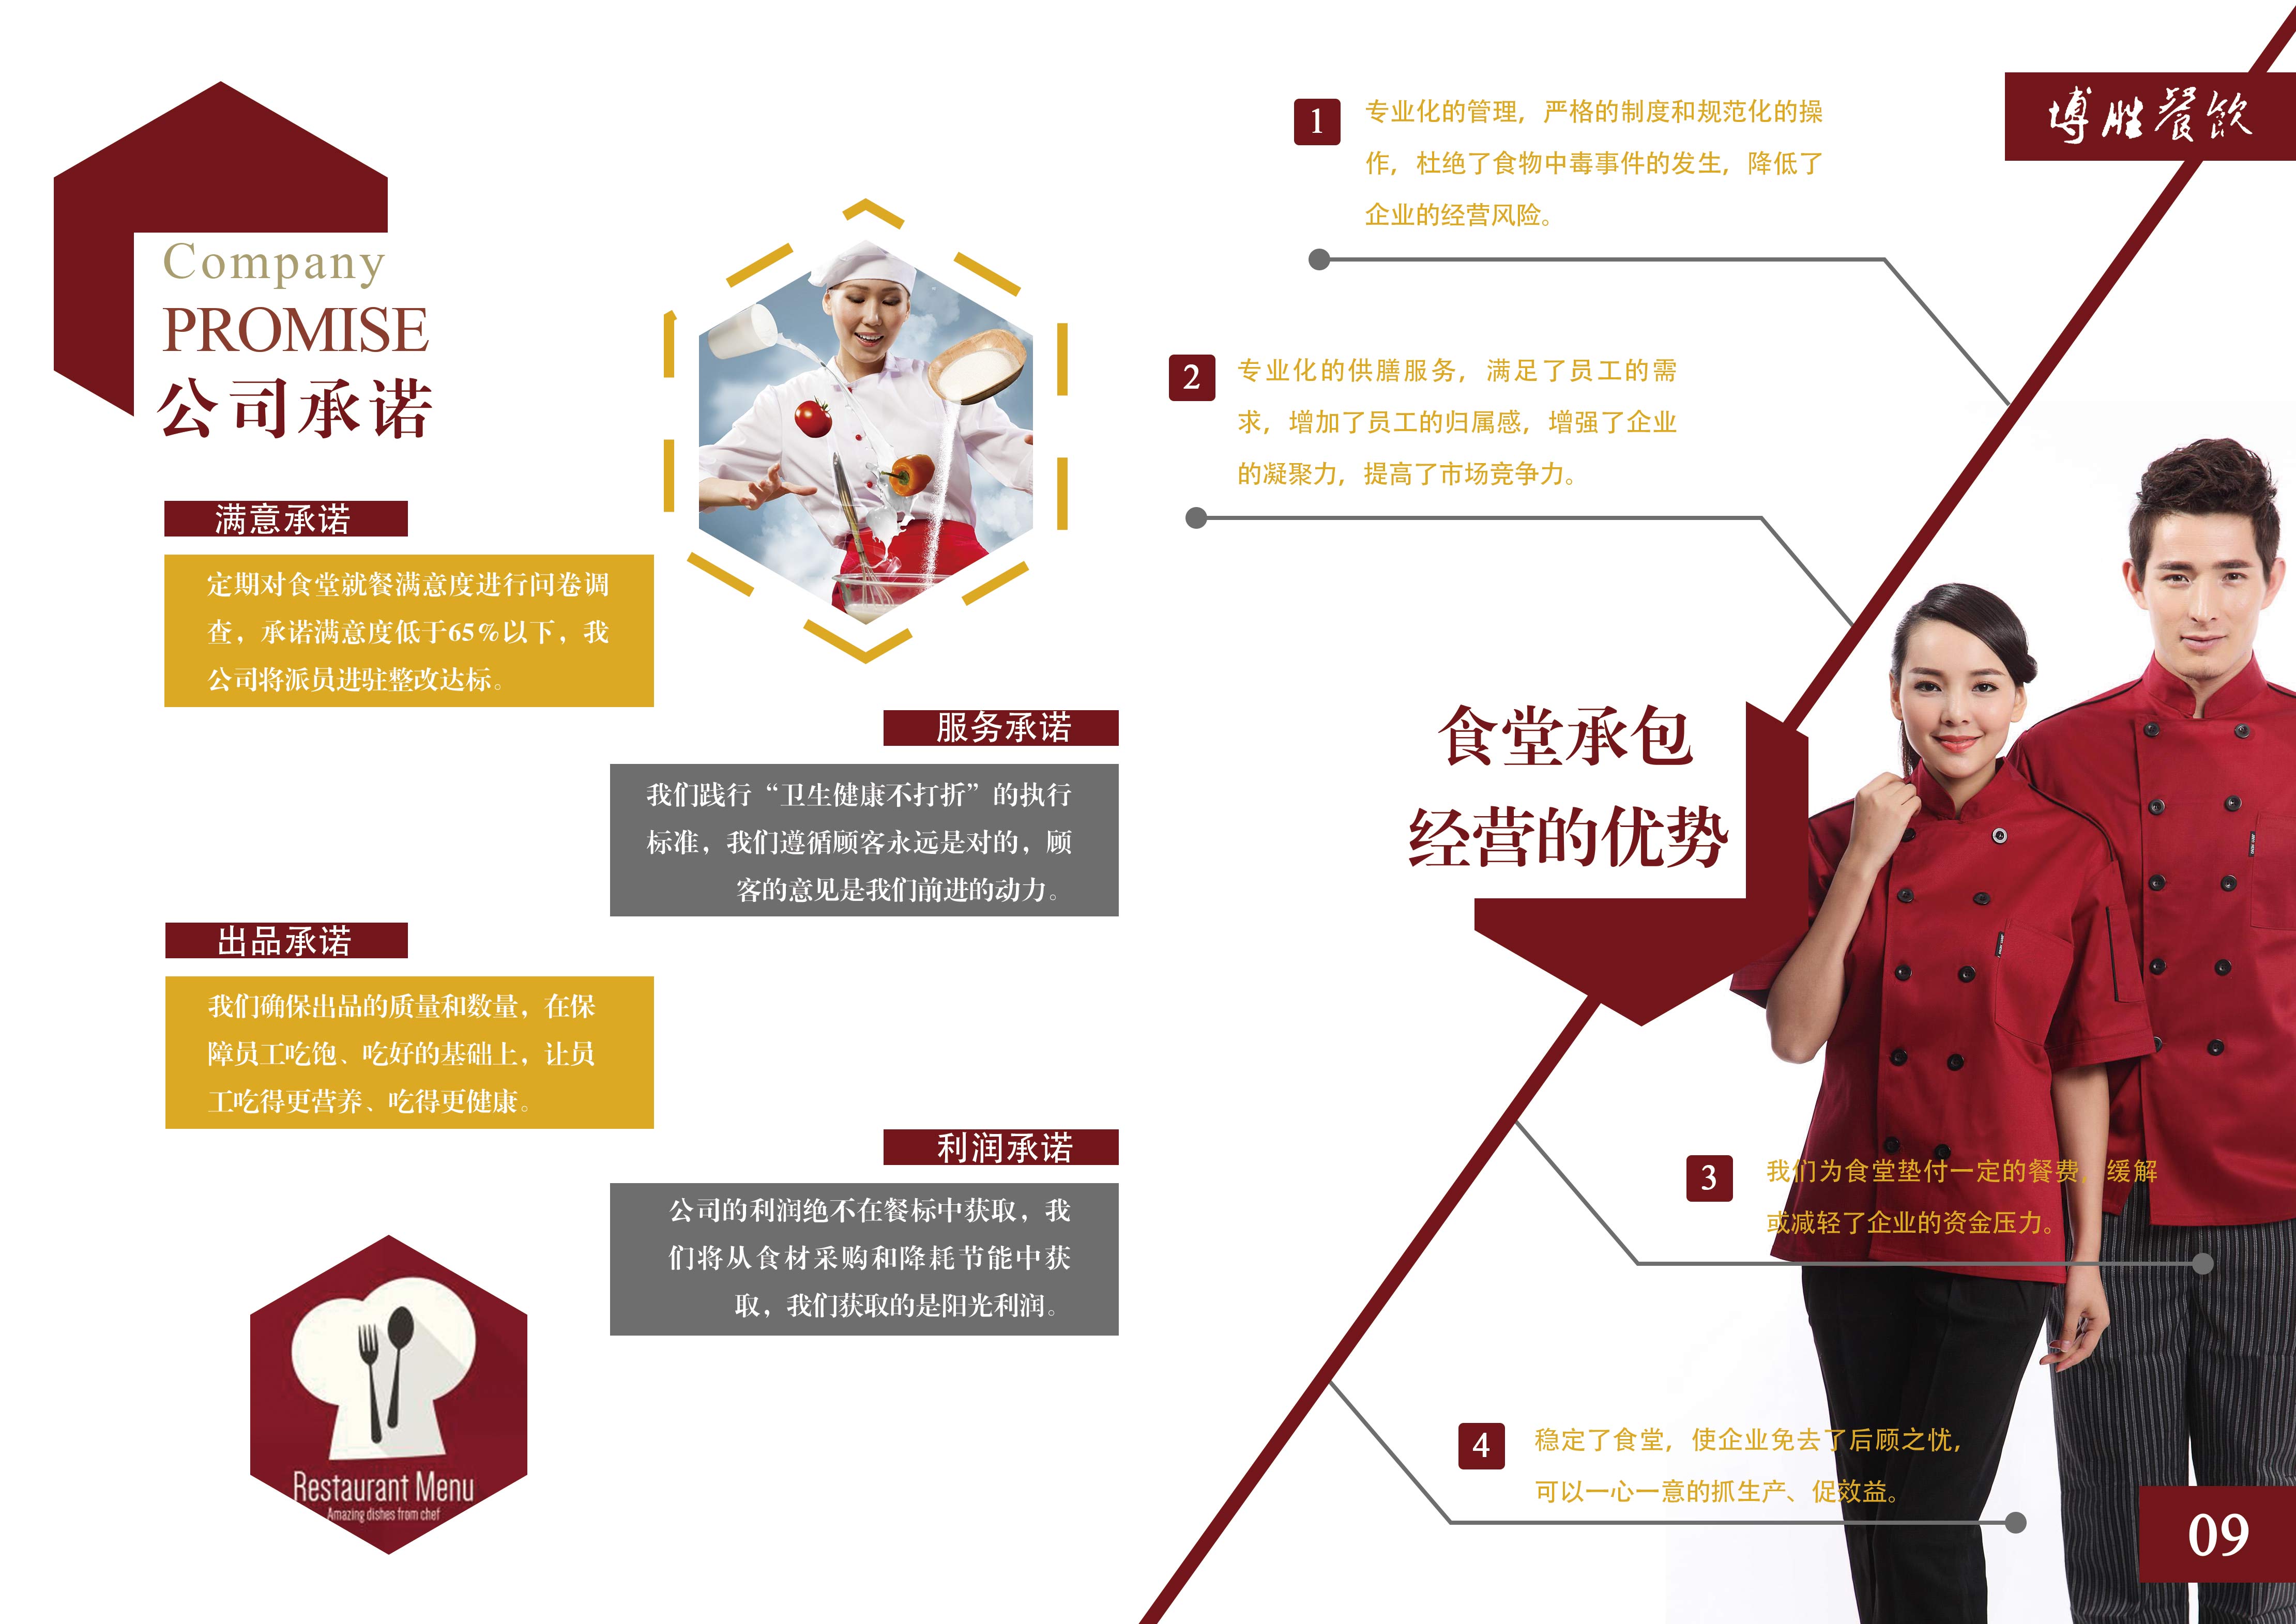 Company
PROMISE
公司承诺
满意承诺
定期对食堂就餐满意度进行问卷调
查，承诺满意度低于65%以下，我
公司将派员进驻整改达标。
服务承诺
我们践行“卫生健康不打折”的执行
标准，我们遵循顾客永远是对的，顾
客的意见是我们前进的动力。
出品承诺
我们确保出品的质量和数量，在保
障员工吃饱、吃好的基础上，让员
工吃得更营养、吃得更健康。
利润承诺
公司的利润绝不在餐标中获取，我
们将从食材采购和降耗节能中获
取，我们获取的是阳光利润。
Restaurant Menu
Amazing dishes from chef
博胜餐饮
1
专业化的管理，严格的制度和规范化的操
作，杜绝了食物中毒事件的发生，降低了
企业的经营风险。
2
专业化的供膳服务，满足了员工的需
求，增加了员工的归属感，增强了企业
的凝聚力，提高了市场竞争力。
食堂承包
经营的优势
3
我们为食堂垫付一定的餐费，缓解
或减轻了企业的资金压力。
4
稳定了食堂，使企业免去了后顾之忧，
可以一心一意的抓生产、促效益。
09